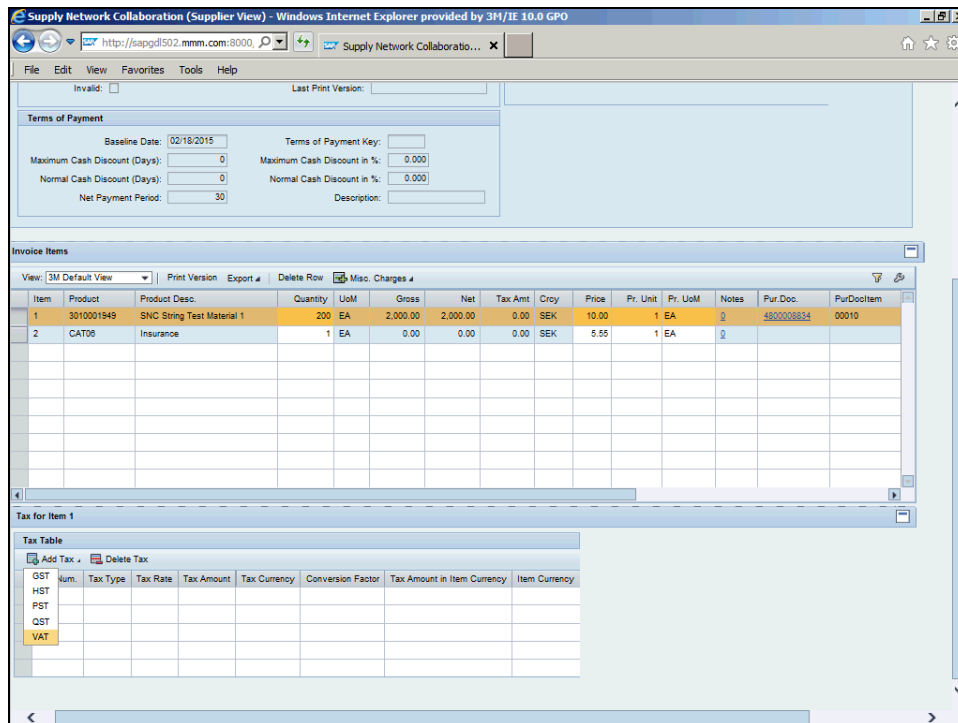 Supply Network Collaboration (Supplier View) - Windows Internet Explorer provided by 3M/IE 10.0 GPO
http://sapgdl502.mmm.com:8000, Supply Network Collaboratio... X
File Edit View Favorites Tools Help
Invalid: Last Print Version:
Terms of Payment
Baseline Date: 02/18/2015 Terms of Payment Key:
Maximum Cash Discount (Days): 0 Maximum Cash Discount in %: 0.000
Normal Cash Discount (Days): 0 Normal Cash Discount in %: 0.000
Net Payment Period: 30 Description:
Invoice Items
View: 3M Default View Print Version Export Delete Row Misc. Charges
Item Product Product Desc. Quantity UoM Gross Net Tax Amt Crcy Price Pr. Unit Pr. UoM Notes Pur.Doc. PurDocItem
1 3010001949 SNC String Test Material 1 200 EA 2,000.00 2,000.00 0.00 SEK 10.00 1 EA 0 4800008834 00010
2 CAT06 Insurance 1 EA 0.00 0.00 0.00 SEK 5.55 1 EA 0
Tax for Item 1
Tax Table
Add Tax Delete Tax
Num. Tax Type Tax Rate Tax Amount Tax Currency Conversion Factor Tax Amount in Item Currency Item Currency
GST
HST
PST
QST
VAT